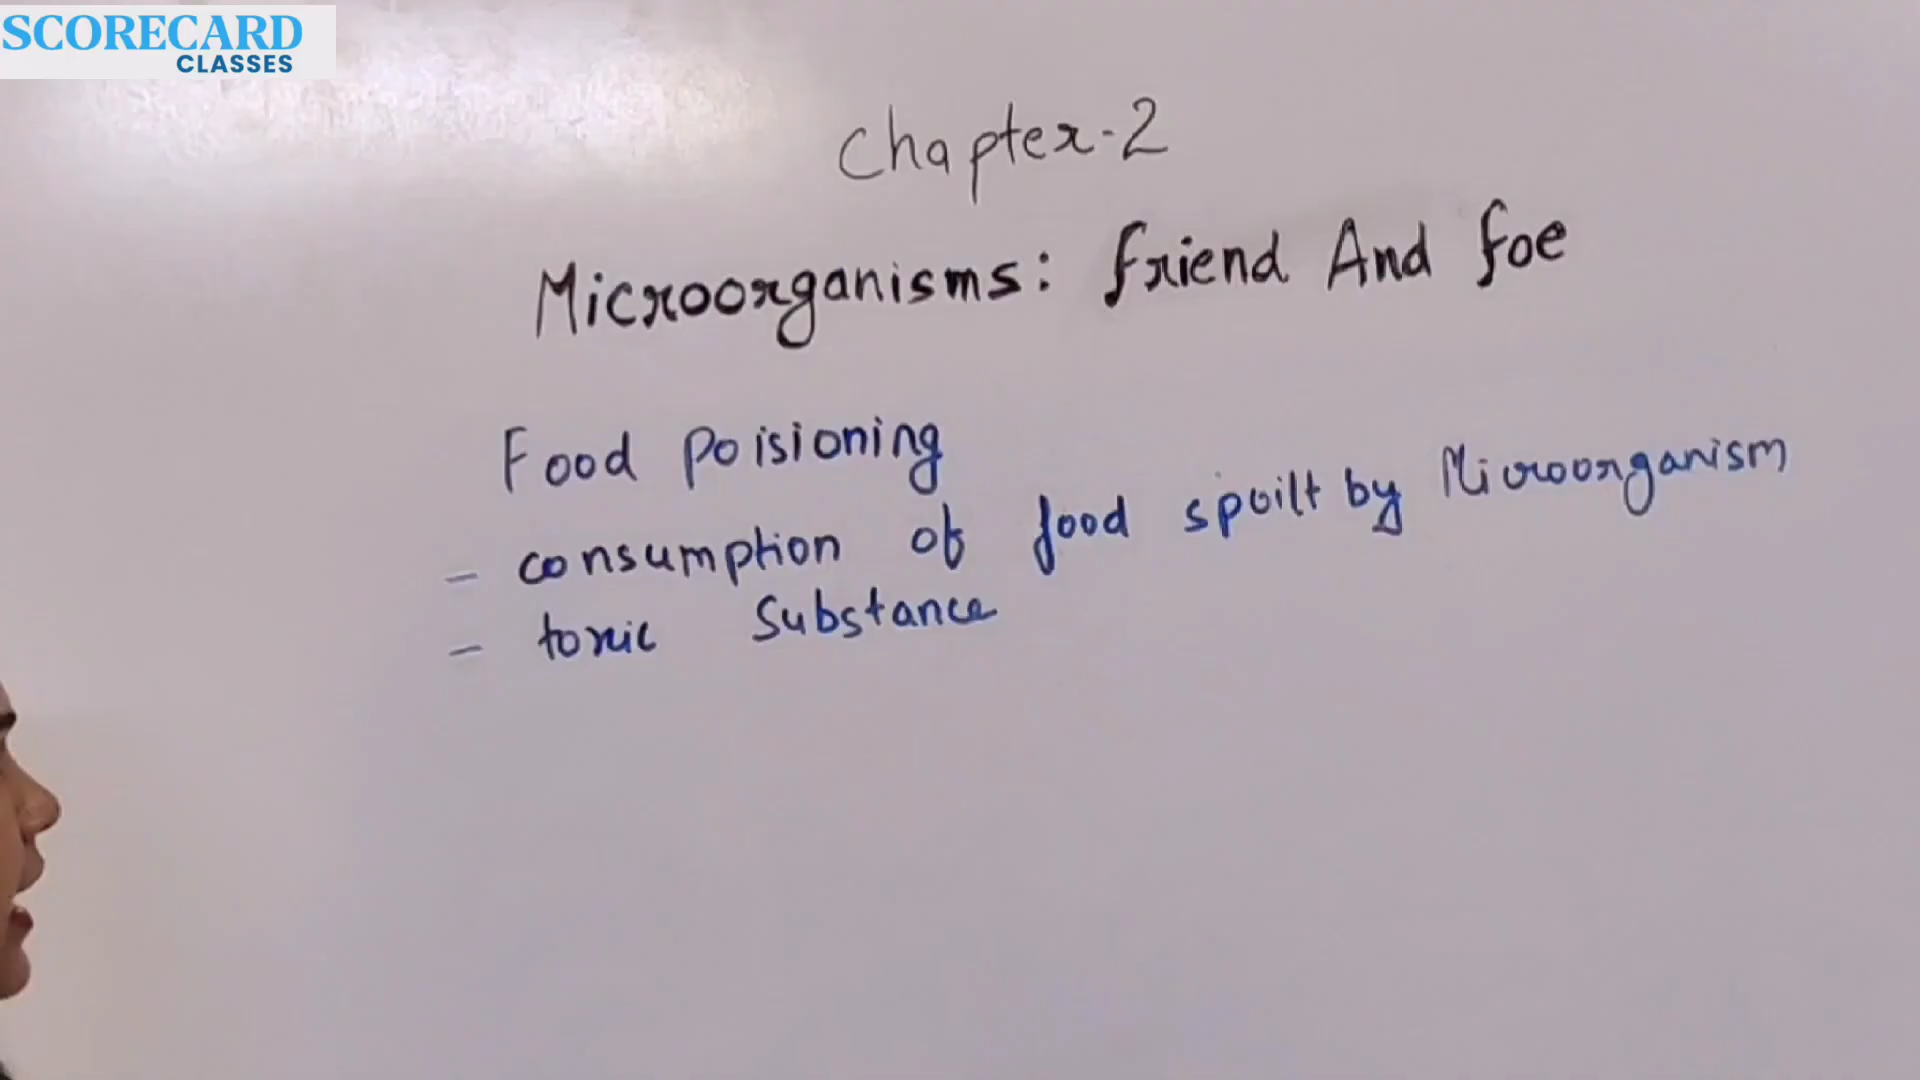 SCORECARD
CLASSES
Chapter-2
Microorganisms: Friend And Foe
Food Poisioning
- consumption of food spoilt by Microorganism
- toxic Substance